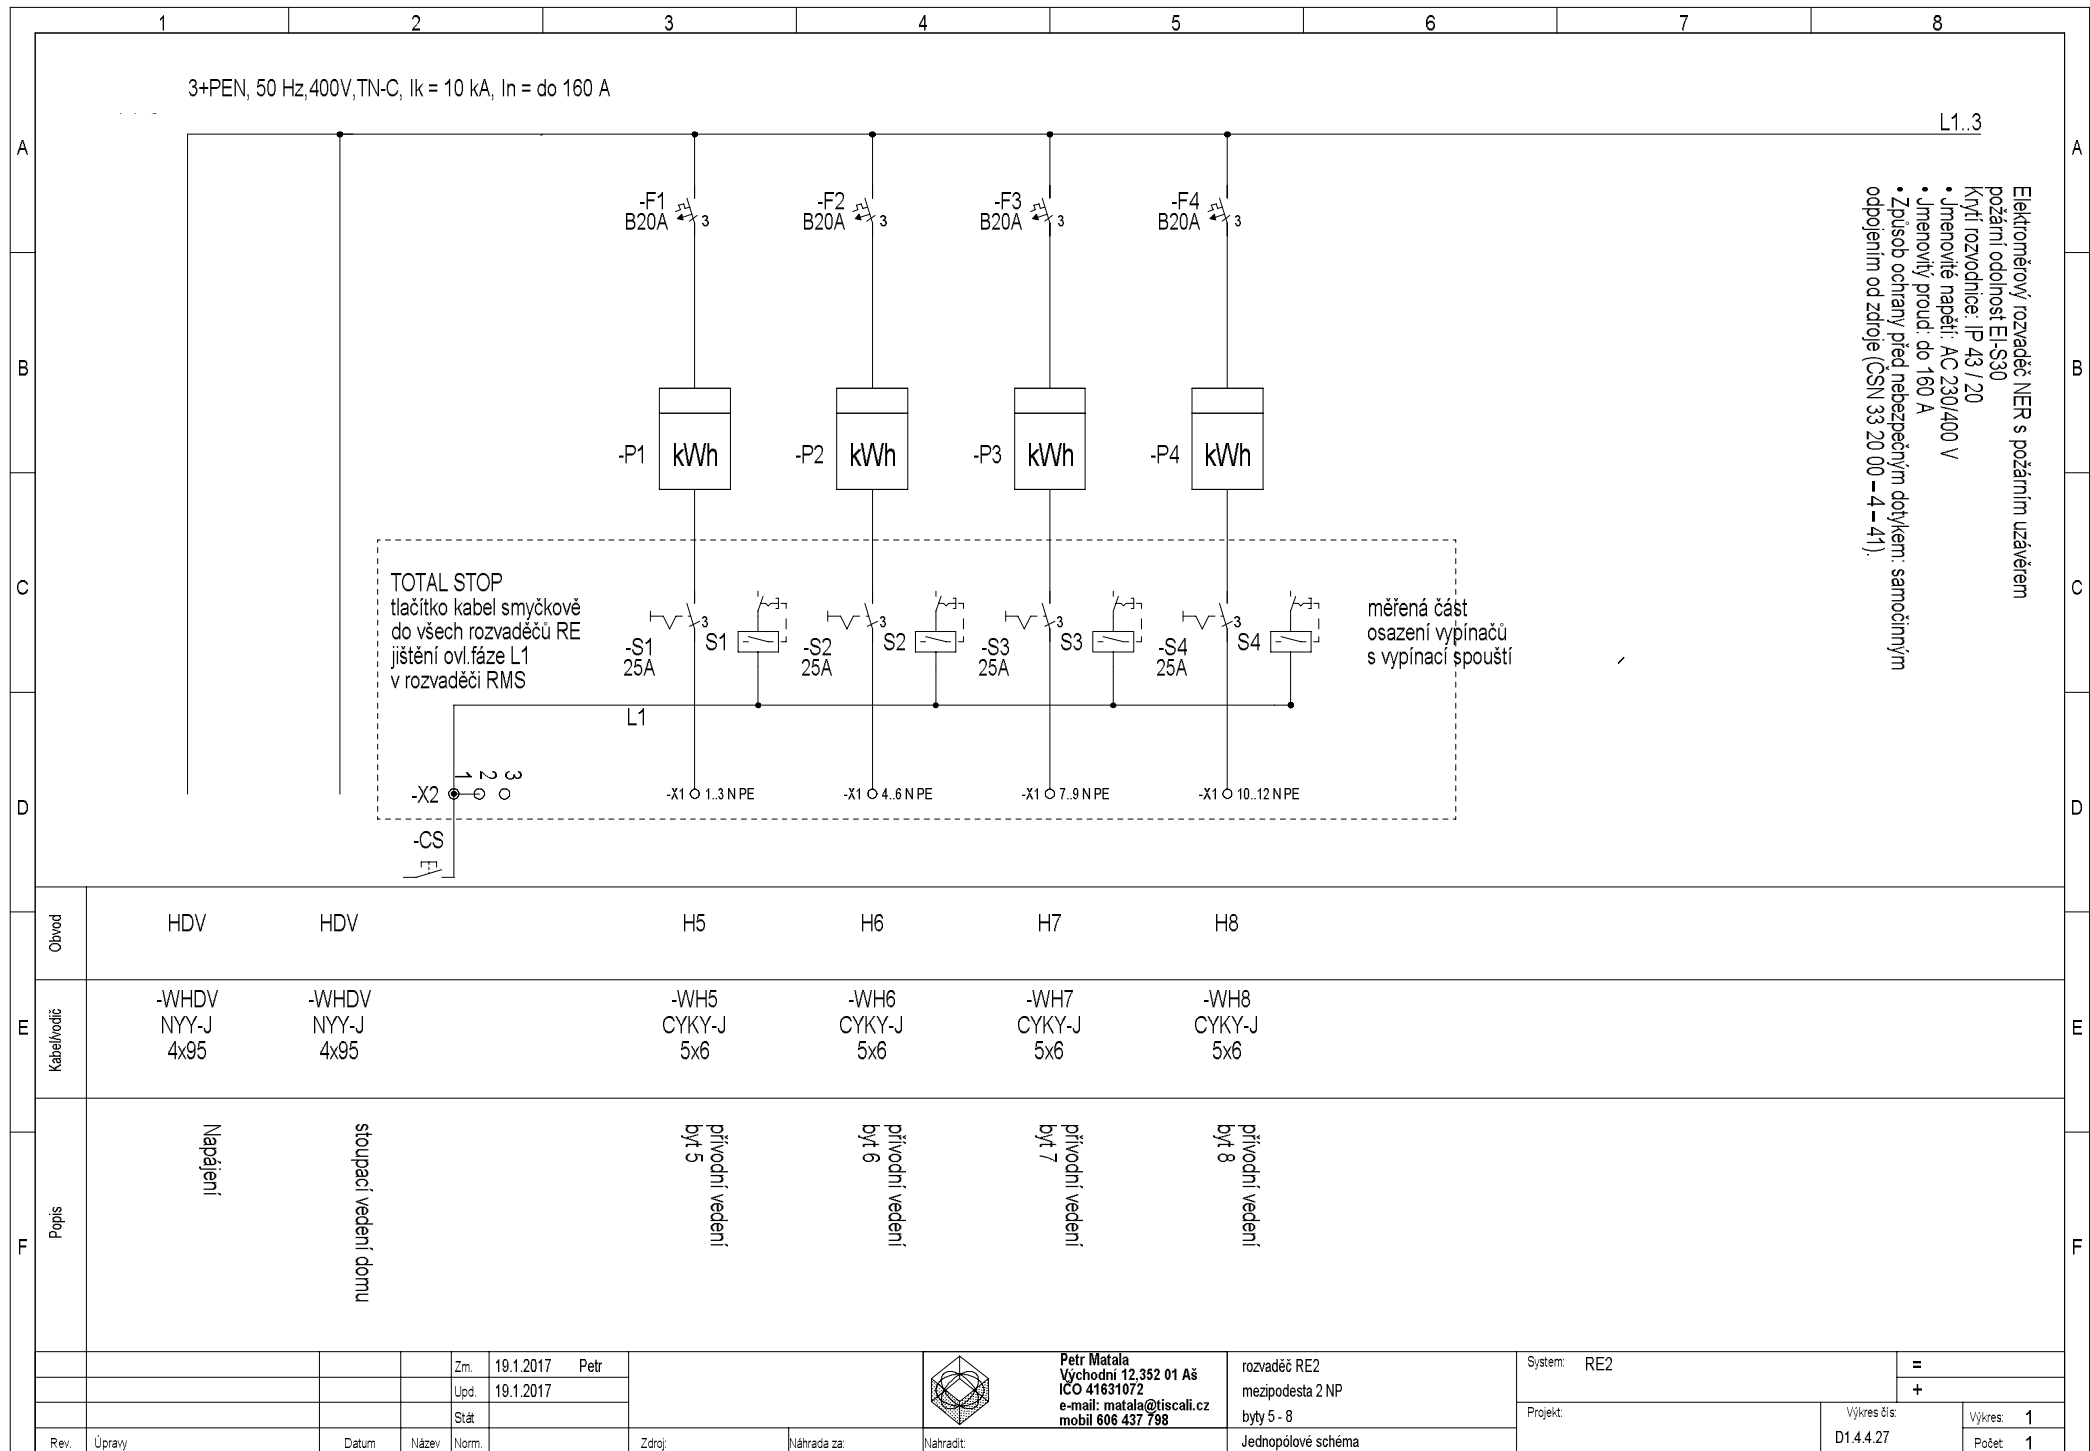 1 2 3 4 5 6 7 8
3+PEN, 50 Hz,400V,TN-C, Ik = 10 kA, In = do 160 A
L1..3
A A
-F1 -F2 -F3 -F4
B20A B20A B20A B20A
3 3 3 3
Elektroměrový rozvaděč NER s požárním uzávěrem
požární odolnost EI-S30
Krytí rozvodnice: IP 43 / 20
• Jmenovité napětí: AC 230/400 V
• Jmenovitý proud: do 160 A
• Způsob ochrany před nebezpečným dotykem: samočinným
odpojením od zdroje (ČSN 33 20 00 – 4 – 41).
B B
-P1 kWh -P2 kWh -P3 kWh -P4 kWh
C C
TOTAL STOP
tlačítko kabel smyčkově
do všech rozvaděčů RE
jištění ovl.fáze L1
v rozvaděči RMS
měřená část
osazení vypínačů
s vypínací spouští
3 3 3 3
-S1 S1 -S2 S2 -S3 S3 -S4 S4
25A 25A 25A 25A
L1
1 2 3
-X2
-X1 1..3 N PE -X1 4..6 N PE -X1 7..9 N PE -X1 10..12 N PE
D D
-CS
Obvod HDV HDV H5 H6 H7 H8
E E
Kabel/vodič
-WHDV -WHDV -WH5 -WH6 -WH7 -WH8
NYY-J NYY-J CYKY-J CYKY-J CYKY-J CYKY-J
4x95 4x95 5x6 5x6 5x6 5x6
F F
Popis
Napájení
stoupací vedení domu
přívodní vedení
byt 5
přívodní vedení
byt 6
přívodní vedení
byt 7
přívodní vedení
byt 8
Zm. 19.1.2017 Petr
Upd. 19.1.2017
Stát
Rev. Úpravy Datum Název Norm. Zdroj: Náhrada za: Nahradit:
Petr Matala
Východní 12,352 01 Aš
IČO 41631072
e-mail: matala@tiscali.cz
mobil 606 437 798
rozvaděč RE2
mezipodesta 2 NP
byty 5 - 8
Jednopólové schéma
System: RE2
=
+
Projekt:
Výkres čís:
D1.4.4.27
Výkres: 1
Počet 1